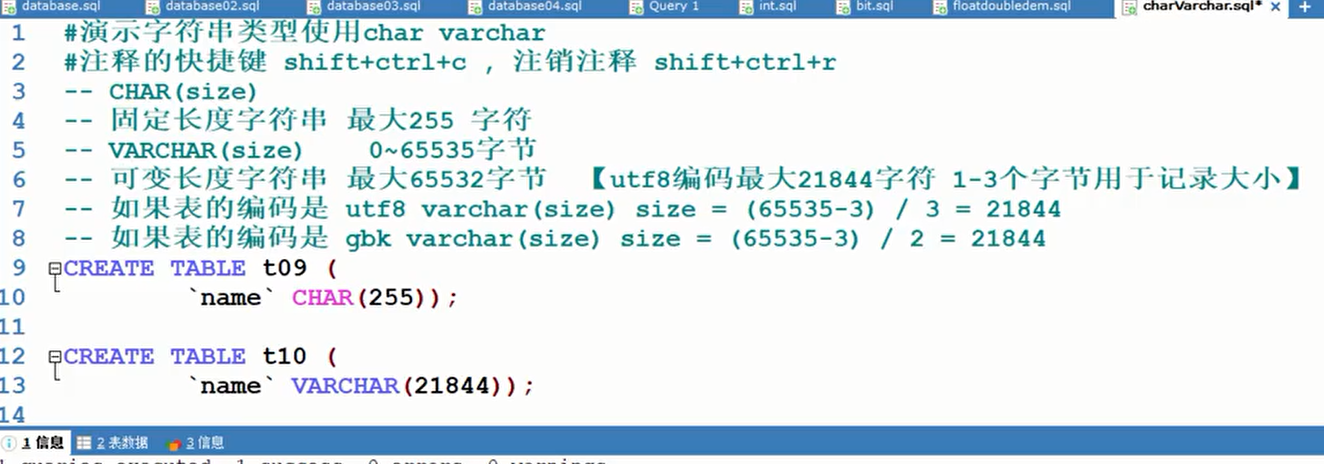 database.sql database02.sql database03.sql database04.sql Query 1 int.sql bit.sql floatdoubledem.sql charVarchar.sql* × +
1 #演示字符串类型使用char varchar
2 #注释的快捷键 shift+ctrl+c , 注销注释 shift+ctrl+r
3 -- CHAR(size)
4 -- 固定长度字符串 最大255 字符
5 -- VARCHAR(size) 0~65535字节
6 -- 可变长度字符串 最大65532字节 【utf8编码最大21844字符 1-3个字节用于记录大小】
7 -- 如果表的编码是 utf8 varchar(size) size = (65535-3) / 3 = 21844
8 -- 如果表的编码是 gbk varchar(size) size = (65535-3) / 2 = 21844
9 CREATE TABLE t09 (
10 `name` CHAR(255));
11
12 CREATE TABLE t10 (
13 `name` VARCHAR(21844));
14
1 信息 2 表数据 3 信息
1 queries executed, 1 success, 0 errors, 0 warnings